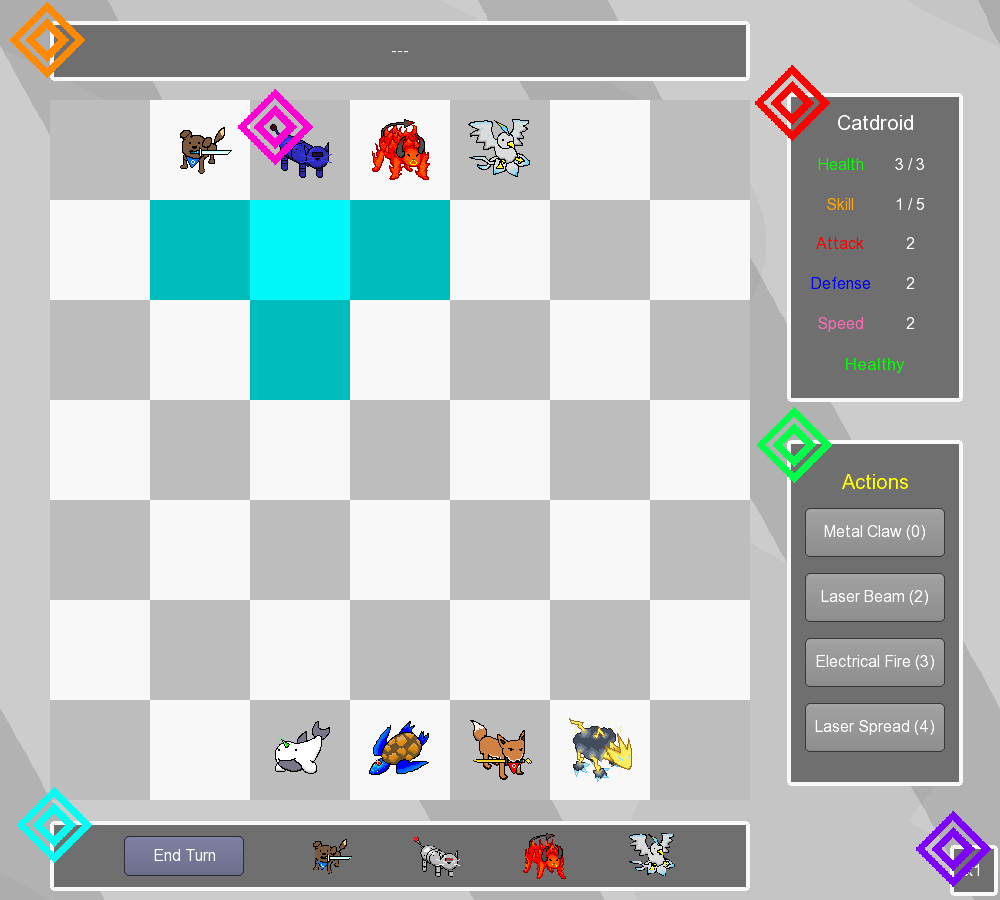 ---
Catdroid
Health 3 / 3
Skill 1 / 5
Attack 2
Defense 2
Speed 2
Healthy
Actions
Metal Claw (0)
Laser Beam (2)
Electrical Fire (3)
Laser Spread (4)
End Turn